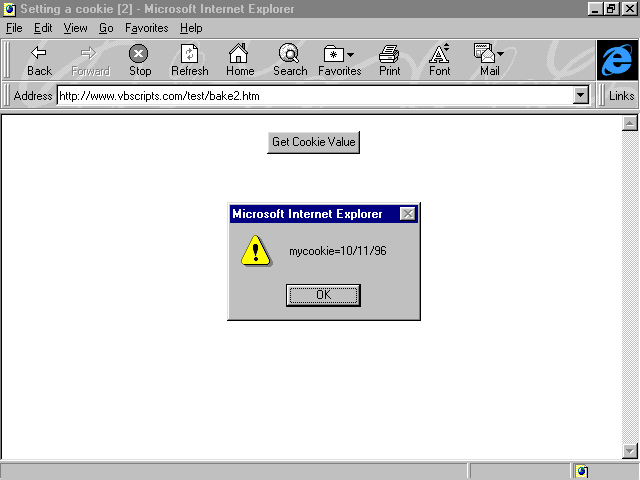 Setting a cookie [2] - Microsoft Internet Explorer
File Edit View Go Favorites Help
Back Forward Stop Refresh Home Search Favorites Print Font Mail
Address http://www.vbscripts.com/test/bake2.htm Links
Get Cookie Value
Microsoft Internet Explorer
mycookie=10/11/96
OK